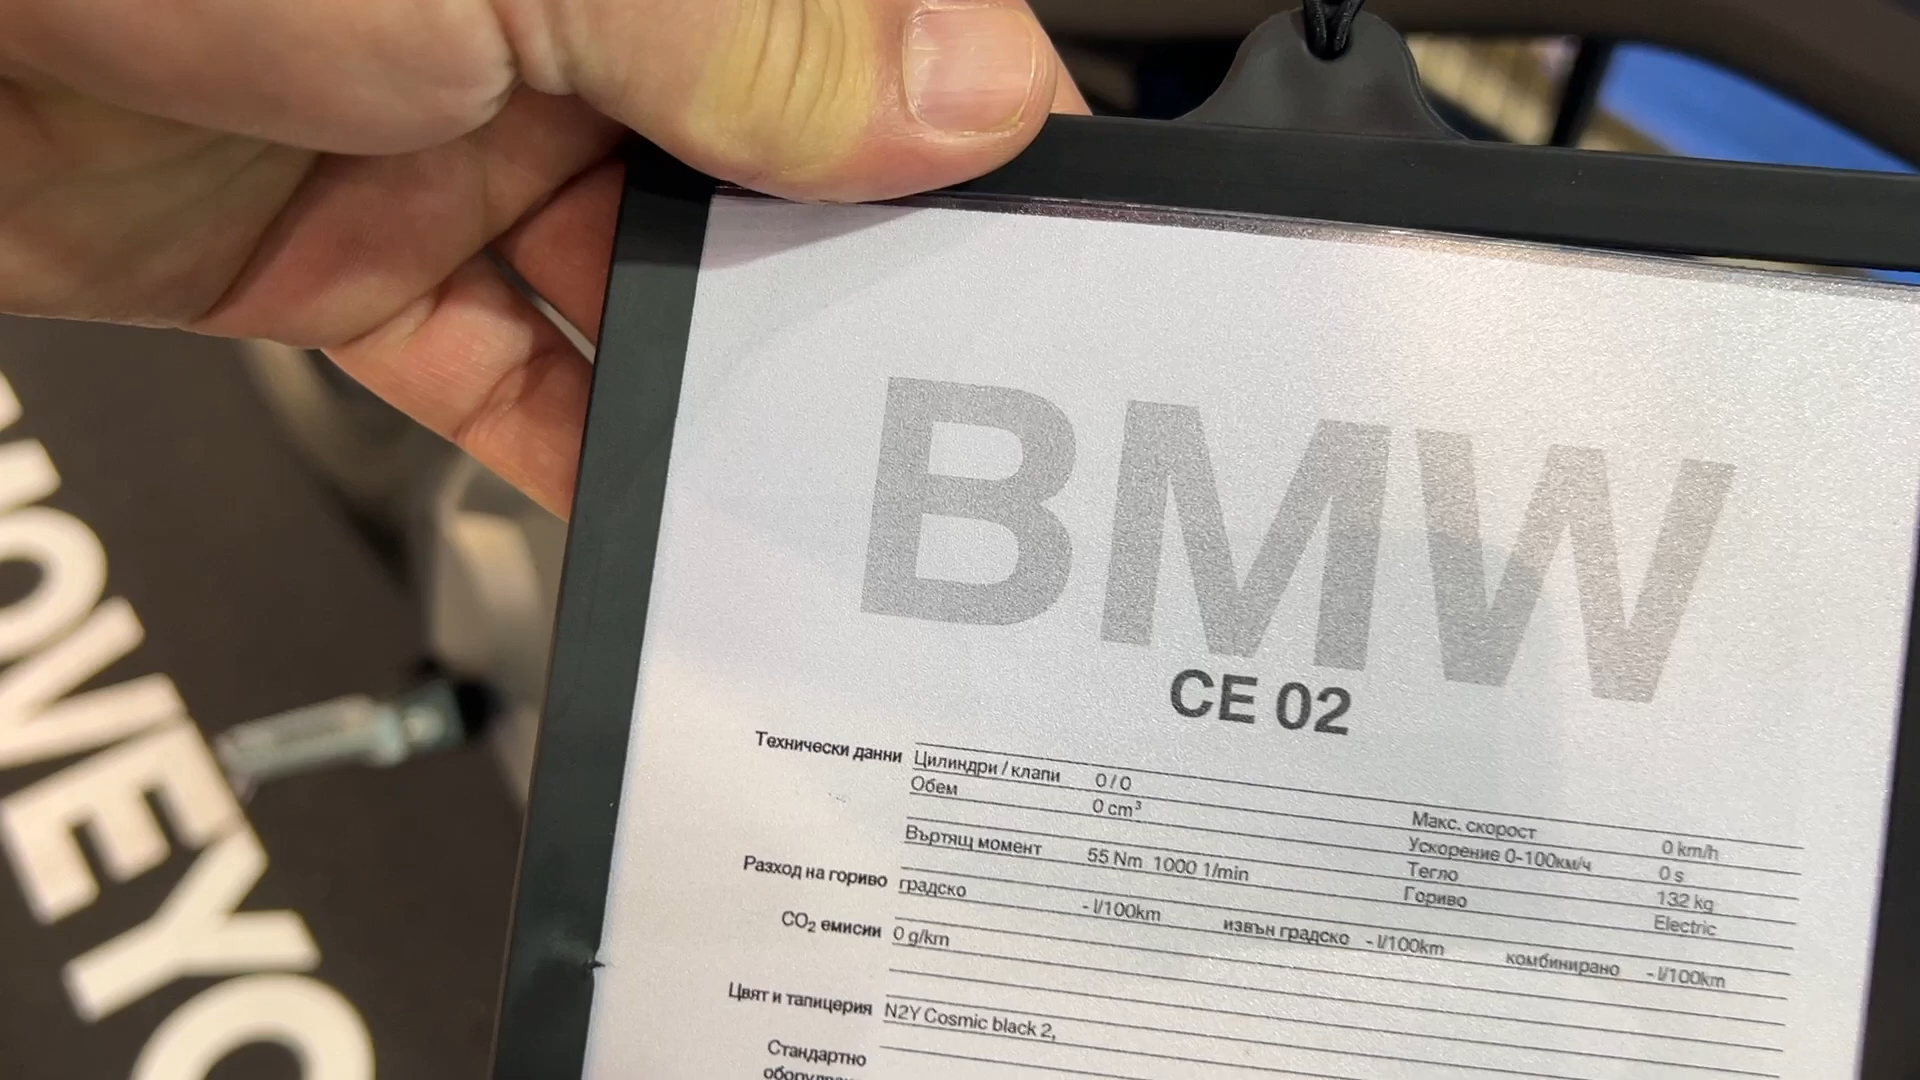 BMW
CE 02
Технически данни Цилиндри / клапи 0 / 0
Обем 0 cm³ Макс. скорост 0 km/h
Ускорение 0-100км/ч 0 s
Въртящ момент 55 Nm 1000 1/min Тегло 132 kg
Гориво Electric
Разход на гориво градско - l/100km извън градско - l/100km комбинирано - l/100km
CO₂ емисии 0 g/km
Цвят и тапицерия N2Y Cosmic black 2,
Стандартно